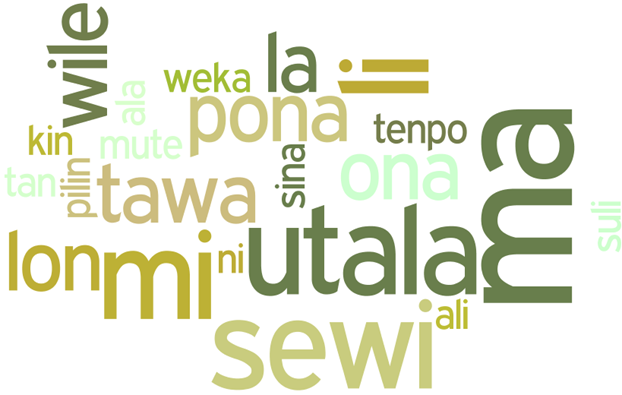 wile
weka
la
li
ala
pona
kin
mute
tenpo
ma
tan
pilin
tawa
sina
ona
suli
lon
mi
ni
utala
sewi
ali